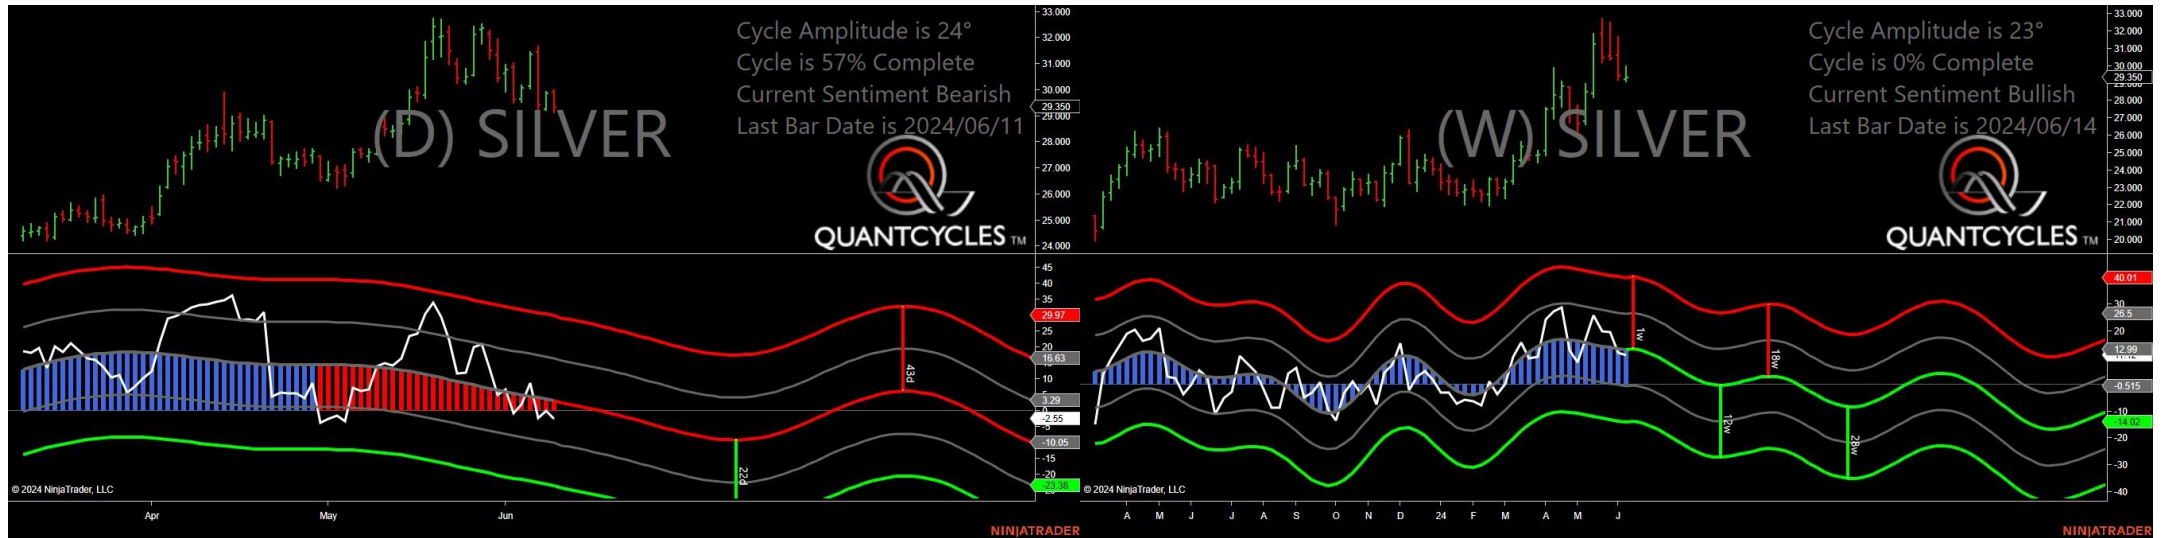 Cycle Amplitude is 24°
Cycle is 57% Complete
Current Sentiment Bearish
Last Bar Date is 2024/06/11
(D) SILVER
QUANTCYCLES TM
33.000
32.000
31.000
30.000
29.350
29.000
28.000
27.000
26.000
25.000
24.000
45
40
35
29.97
25
20
16.63
10
3.29
-2.55
-5
-10.05
-15
-20
-23.38
43d
22d
© 2024 NinjaTrader, LLC
Apr
May
Jun
NINJATRADER
Cycle Amplitude is 23°
Cycle is 0% Complete
Current Sentiment Bullish
Last Bar Date is 2024/06/14
(W) SILVER
QUANTCYCLES TM
33.000
32.000
31.000
30.000
29.350
28.000
27.000
26.000
25.000
24.000
23.000
22.000
21.000
20.000
40.01
30
26.5
20
12.99
-0.515
-10
-14.02
-20
-30
-40
1w
18w
12w
28w
© 2024 NinjaTrader, LLC
A M J J A S O N D 24 F M A M J
NINJATRADER